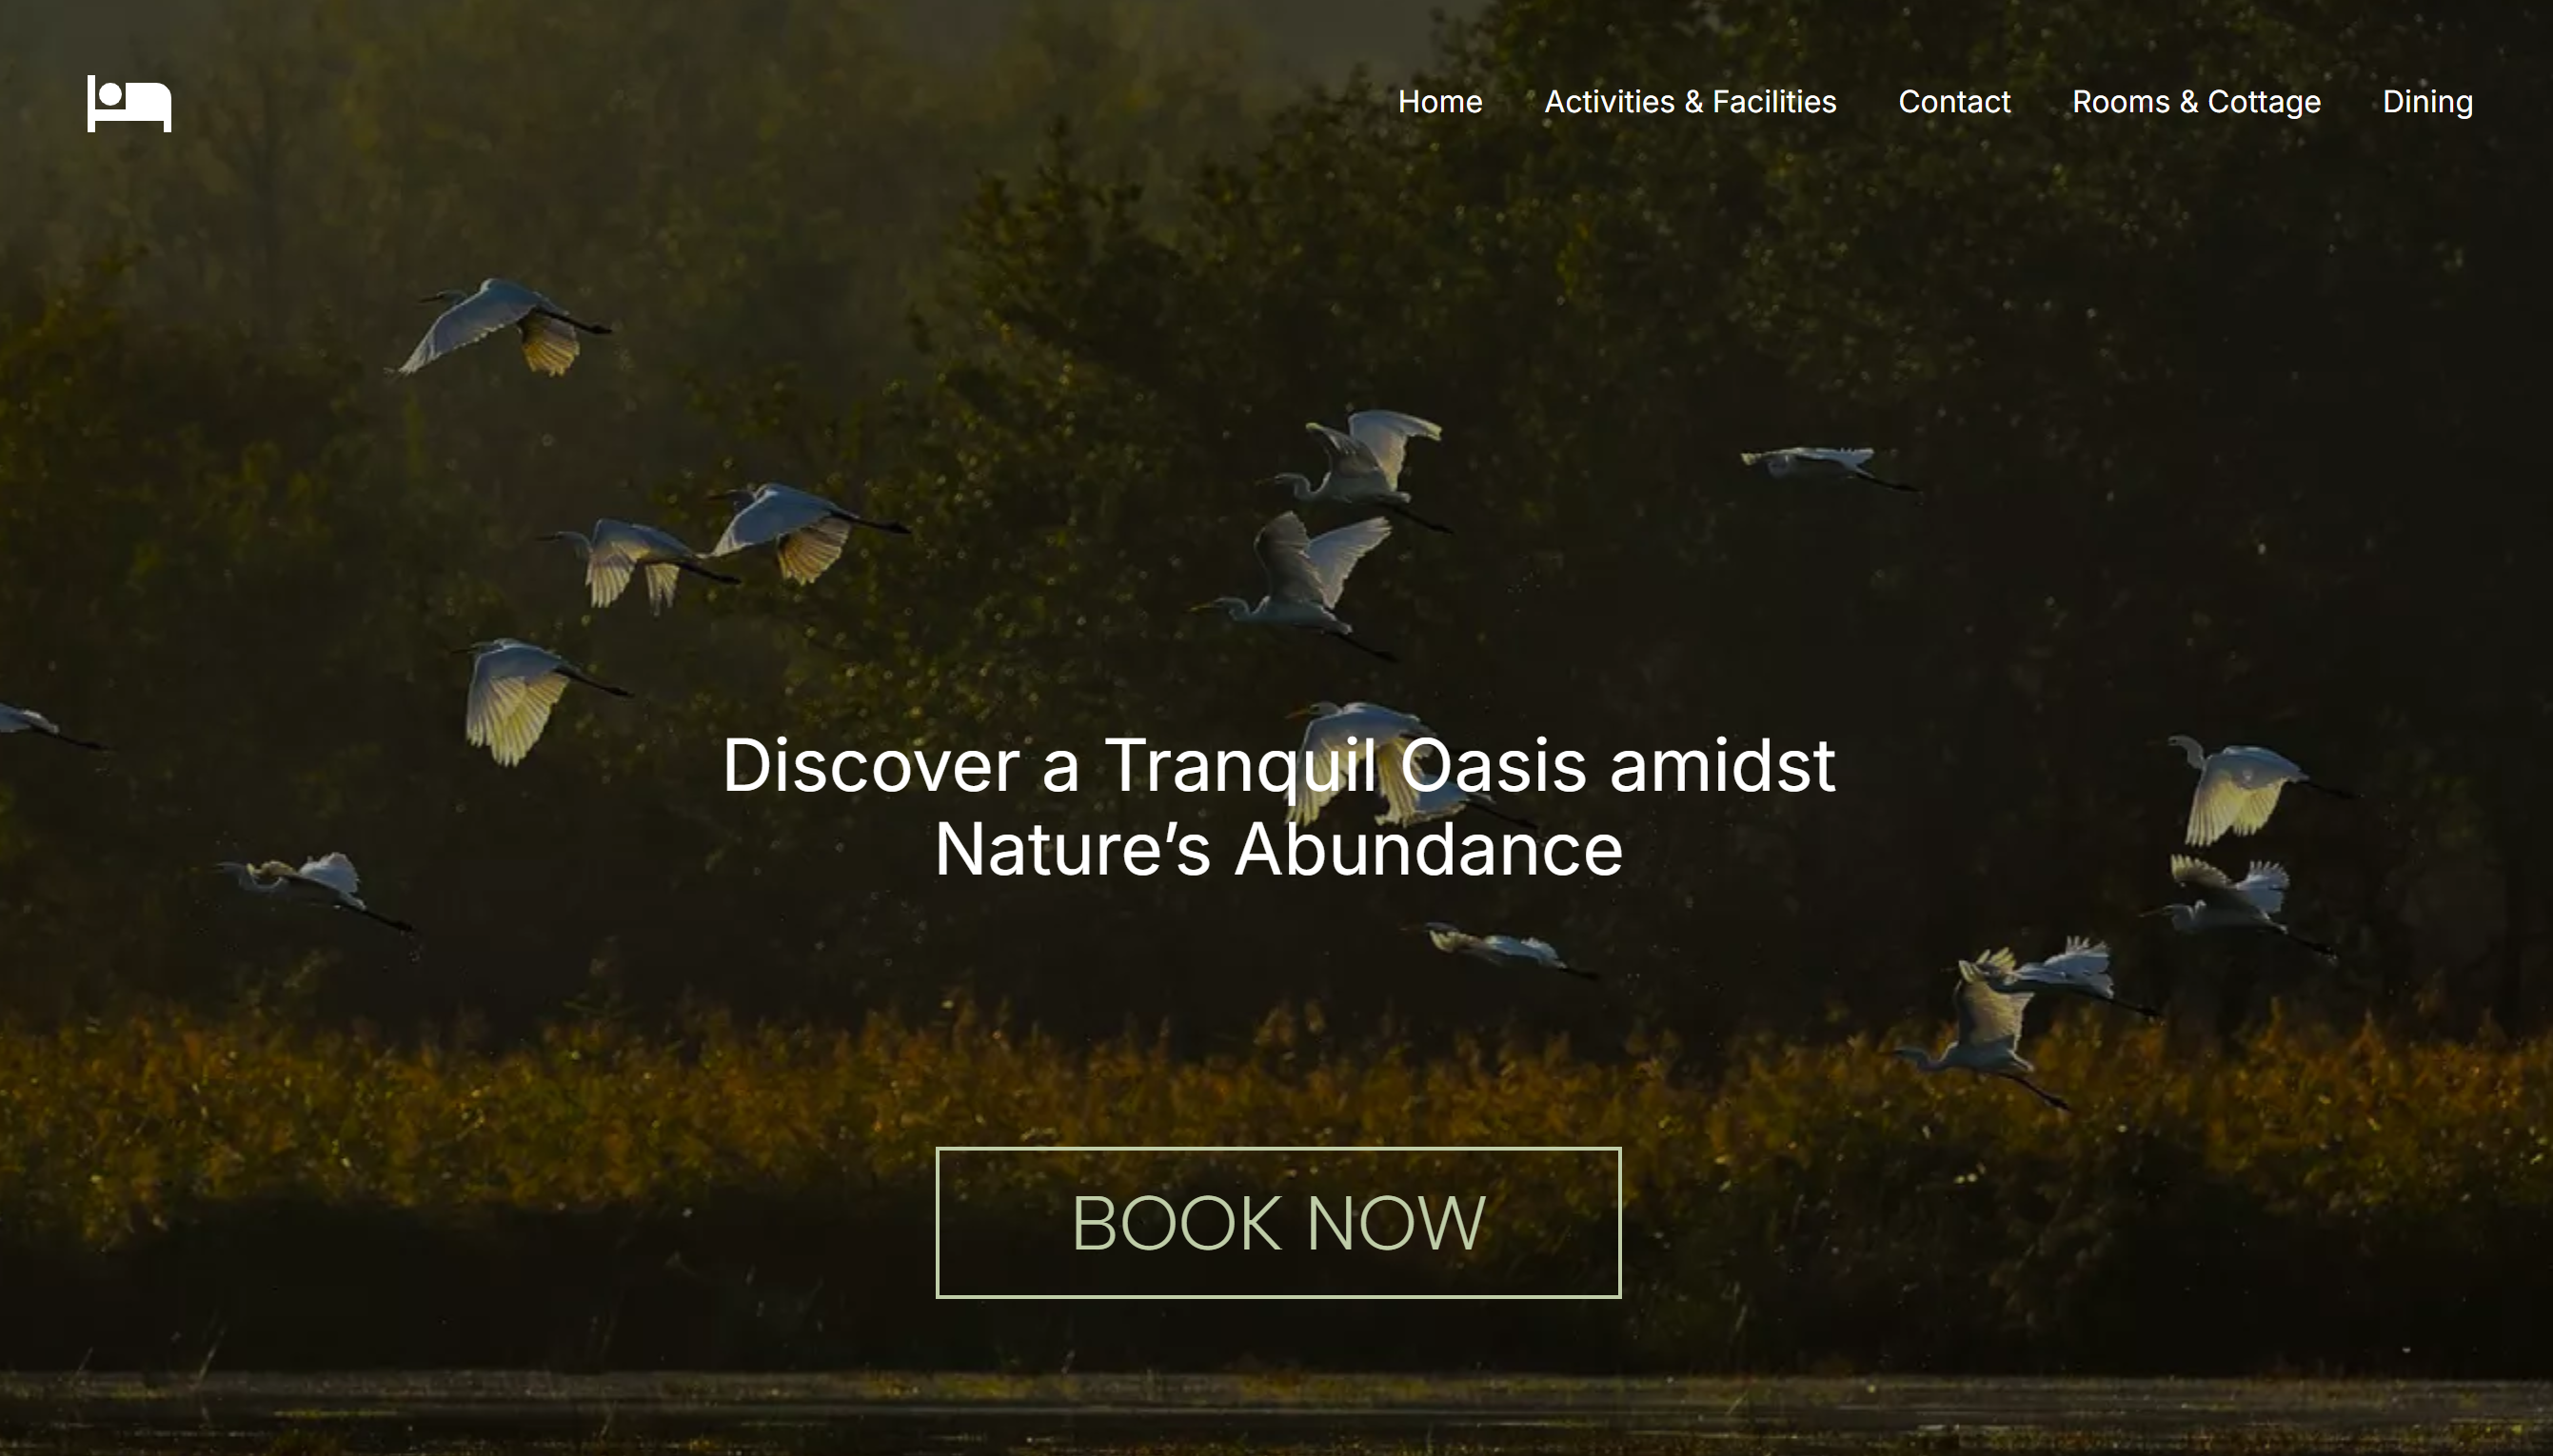 Home Activities & Facilities Contact Rooms & Cottage Dining
Discover a Tranquil Oasis amidst
Nature’s Abundance
BOOK NOW